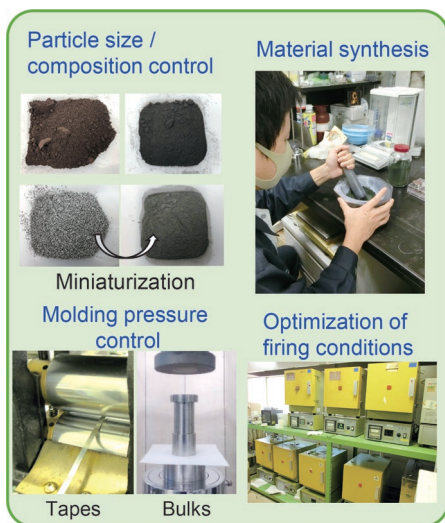 Particle size /
composition control
Material synthesis
Miniaturization
Molding pressure
control
Optimization of
firing conditions
Tapes
Bulks